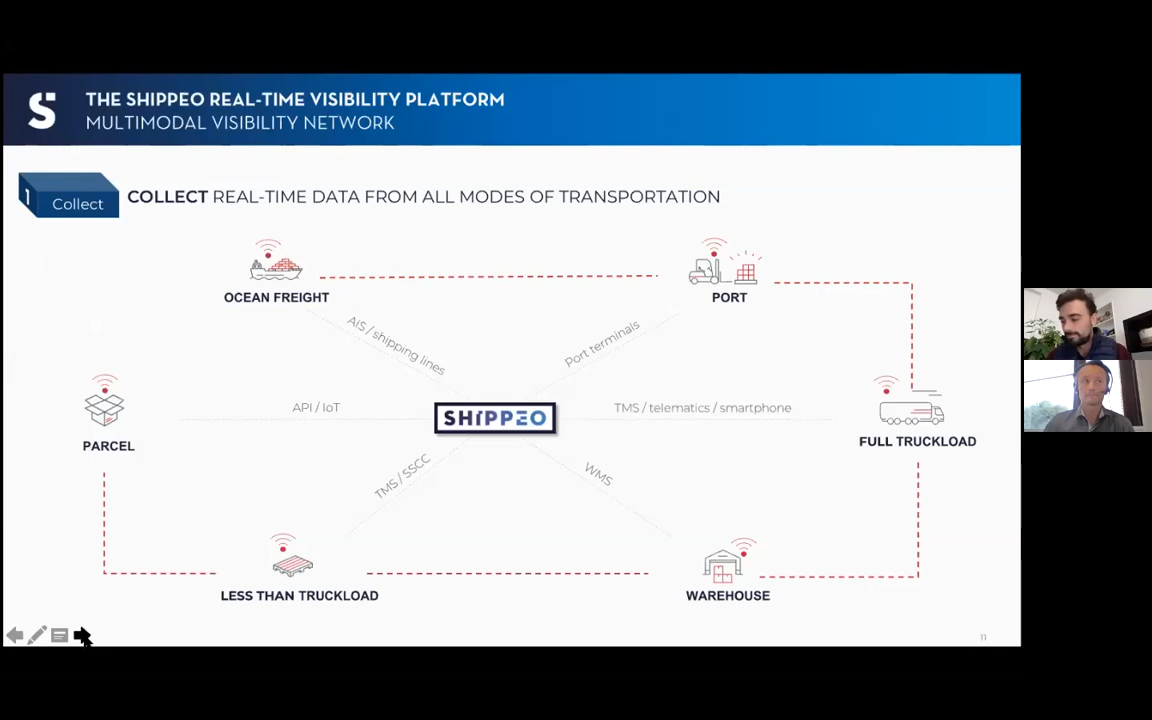 THE SHIPPEO REAL-TIME VISIBILITY PLATFORM
MULTIMODAL VISIBILITY NETWORK
1
Collect
COLLECT REAL-TIME DATA FROM ALL MODES OF TRANSPORTATION
OCEAN FREIGHT
PORT
AIS / shipping lines
Port terminals
API / IoT
SHIPPEO
TMS / telematics / smartphone
PARCEL
FULL TRUCKLOAD
TMS / SSCC
WMS
LESS THAN TRUCKLOAD
WAREHOUSE
11